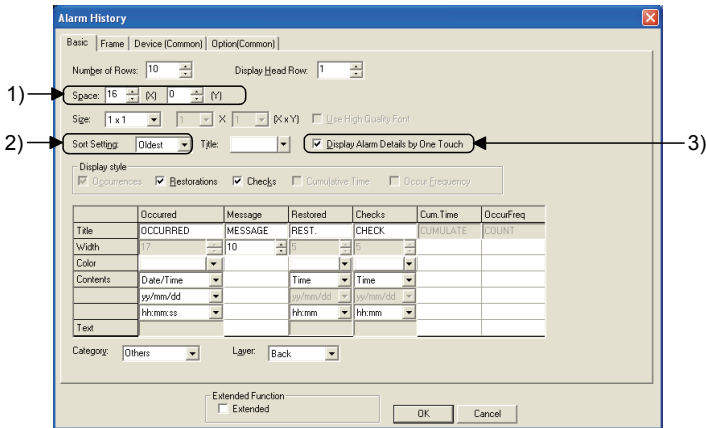 Alarm History
Basic Frame Device (Common) Option(Common)
Number of Rows: 10 Display Head Row: 1
1) Space: 16 (X) 0 (Y)
Size: 1 x 1 1 X 1 (X x Y) Use High Quality Font
2) Sort Setting: Oldest Title: Display Alarm Details by One Touch 3)
Display style
Occurrences Restorations Checks Cumulative Time Occur Frequency
Occurred Message Restored Checks Cum.Time OccurFreq
Title OCCURRED MESSAGE REST. CHECK CUMULATE COUNT
Width 17 10 5 5
Color
Contents Date/Time Time Time
yy/mm/dd yy/mm/dd yy/mm/dd
hh:mm:ss hh:mm hh:mm
Text
Category: Others Layer: Back
Extended Function
Extended
OK Cancel